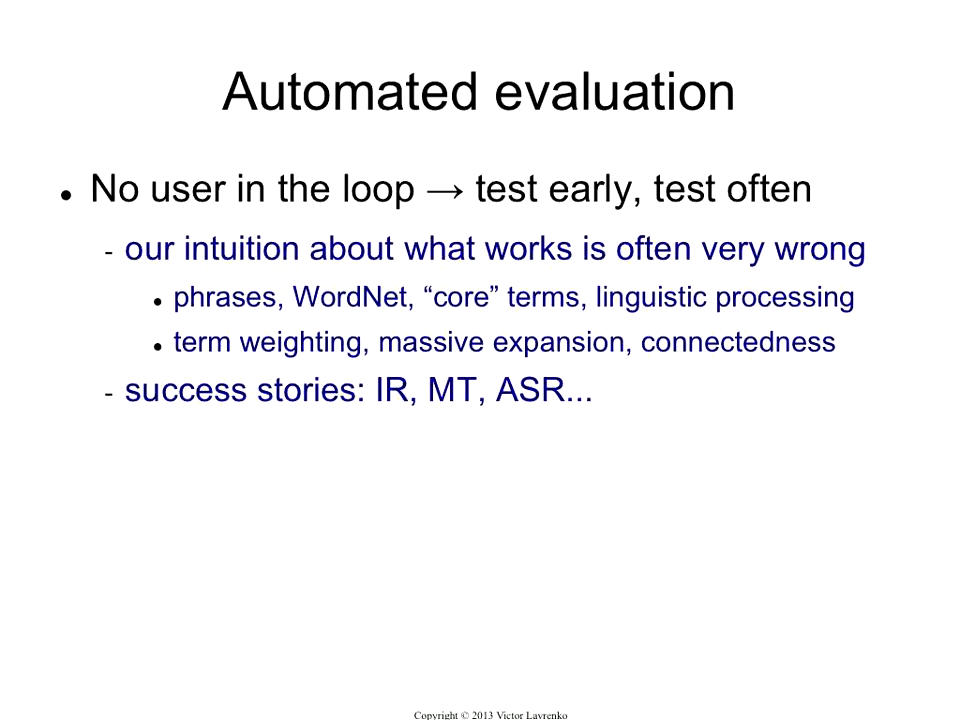 Automated evaluation
● No user in the loop → test early, test often
- our intuition about what works is often very wrong
● phrases, WordNet, “core” terms, linguistic processing
● term weighting, massive expansion, connectedness
- success stories: IR, MT, ASR...
Copyright © 2013 Victor Lavrenko